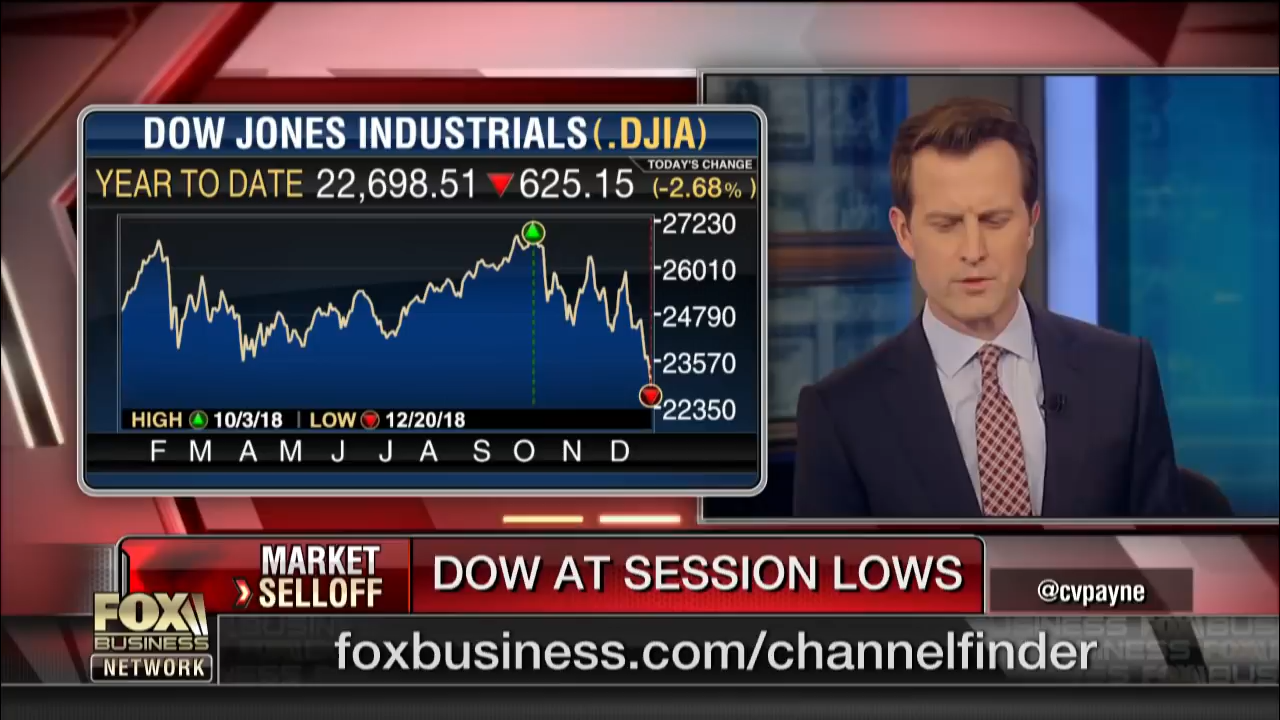 DOW JONES INDUSTRIALS (.DJIA)
TODAY'S CHANGE
YEAR TO DATE 22,698.51 ▼625.15 (-2.68%)
27230
26010
24790
23570
22350
HIGH 10/3/18 | LOW 12/20/18
F M A M J J A S O N D
MARKET
SELLOFF
DOW AT SESSION LOWS
@cvpayne
FOX
BUSINESS
NETWORK
foxbusiness.com/channelfinder